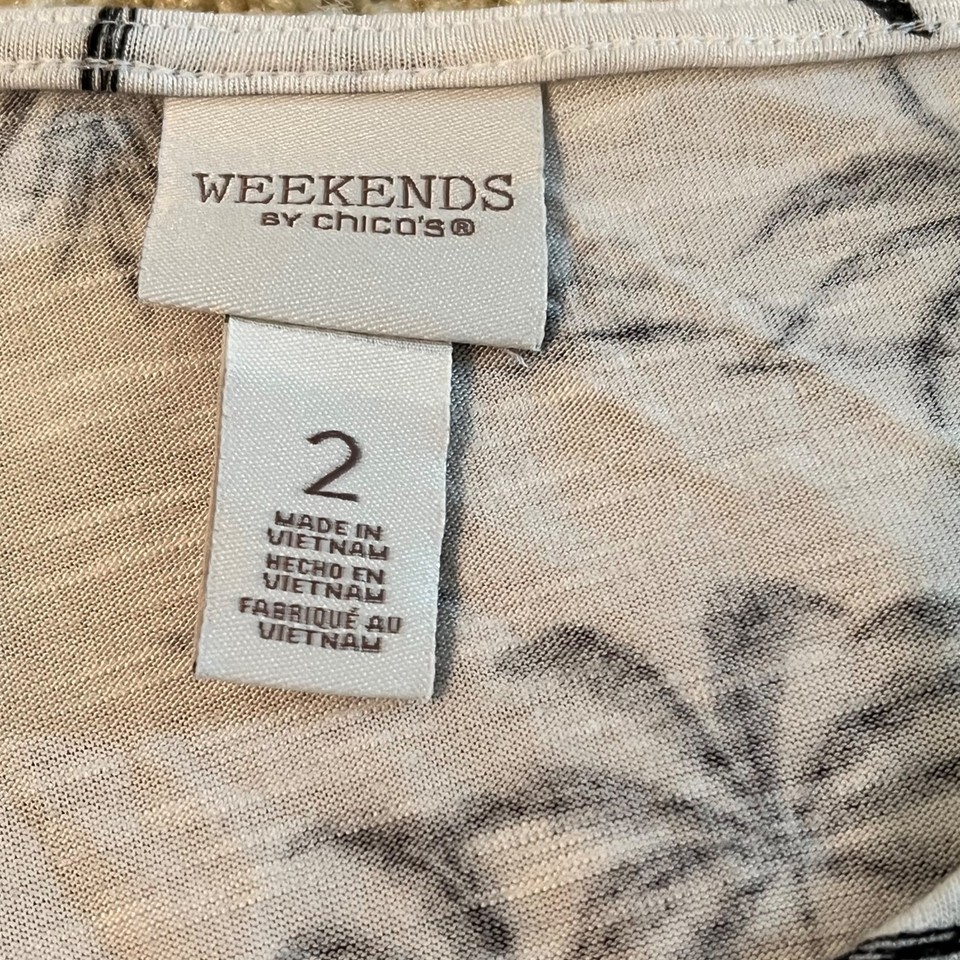 WEEKENDS
BY CHICO'S®
2
MADE IN
VIETNAM
HECHO EN
VIETNAM
FABRIQUÉ AU
VIETNAM